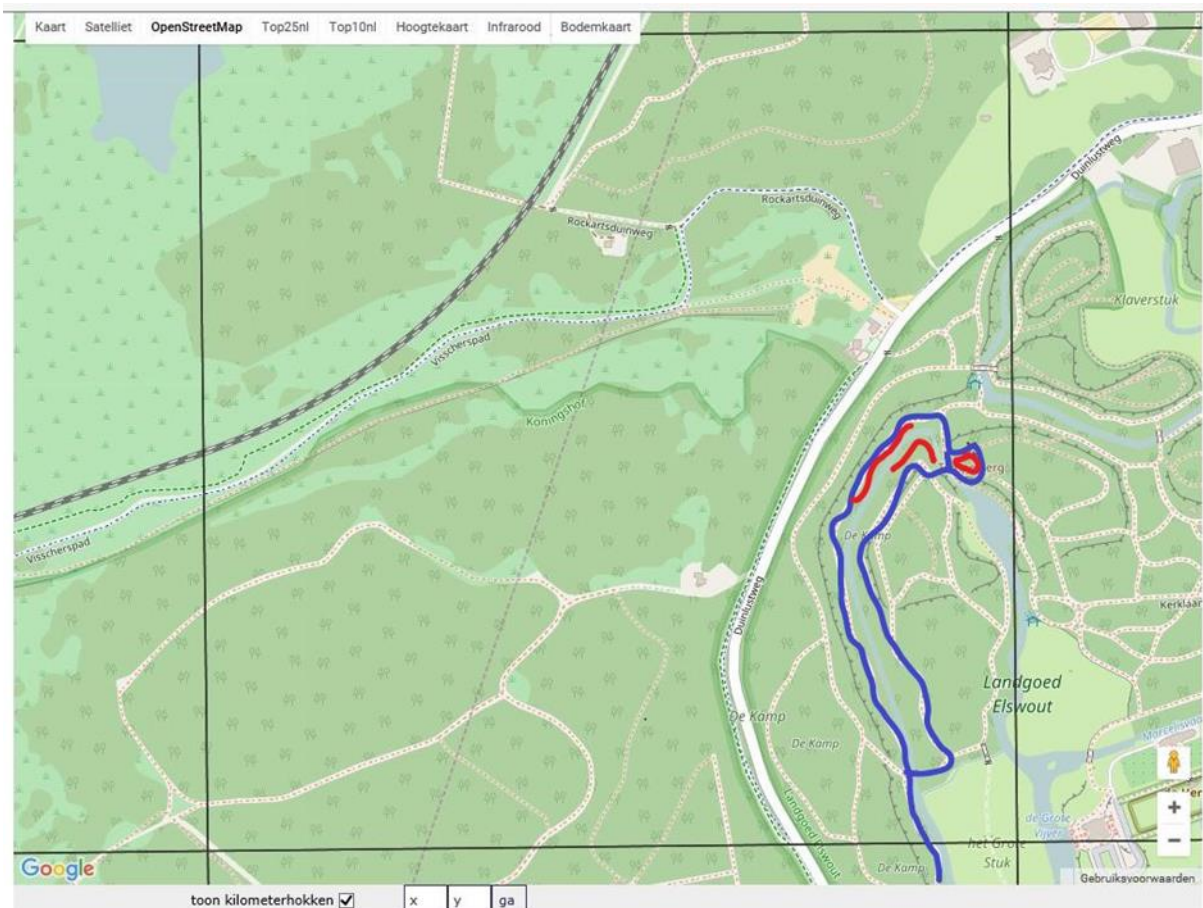 Kaart Satelliet OpenStreetMap Top25nl Top10nl Hoogtekaart Infrarood Bodemkaart
Duinlustweg
Rockartsduinweg
Rockartsduinweg
Klaverstuk
Visscherspad
Koningshof
erg
Visscherspad
De Kamp
Duinlustweg
Kerklaan
Landgoed
Elswout
De Kamp
De Kamp
Landgoed Elswout
de Grote
Vijver
het Grote
Stuk
De Kamp
Google
Gebruiksvoorwaarden
toon kilometerhokken x y ga